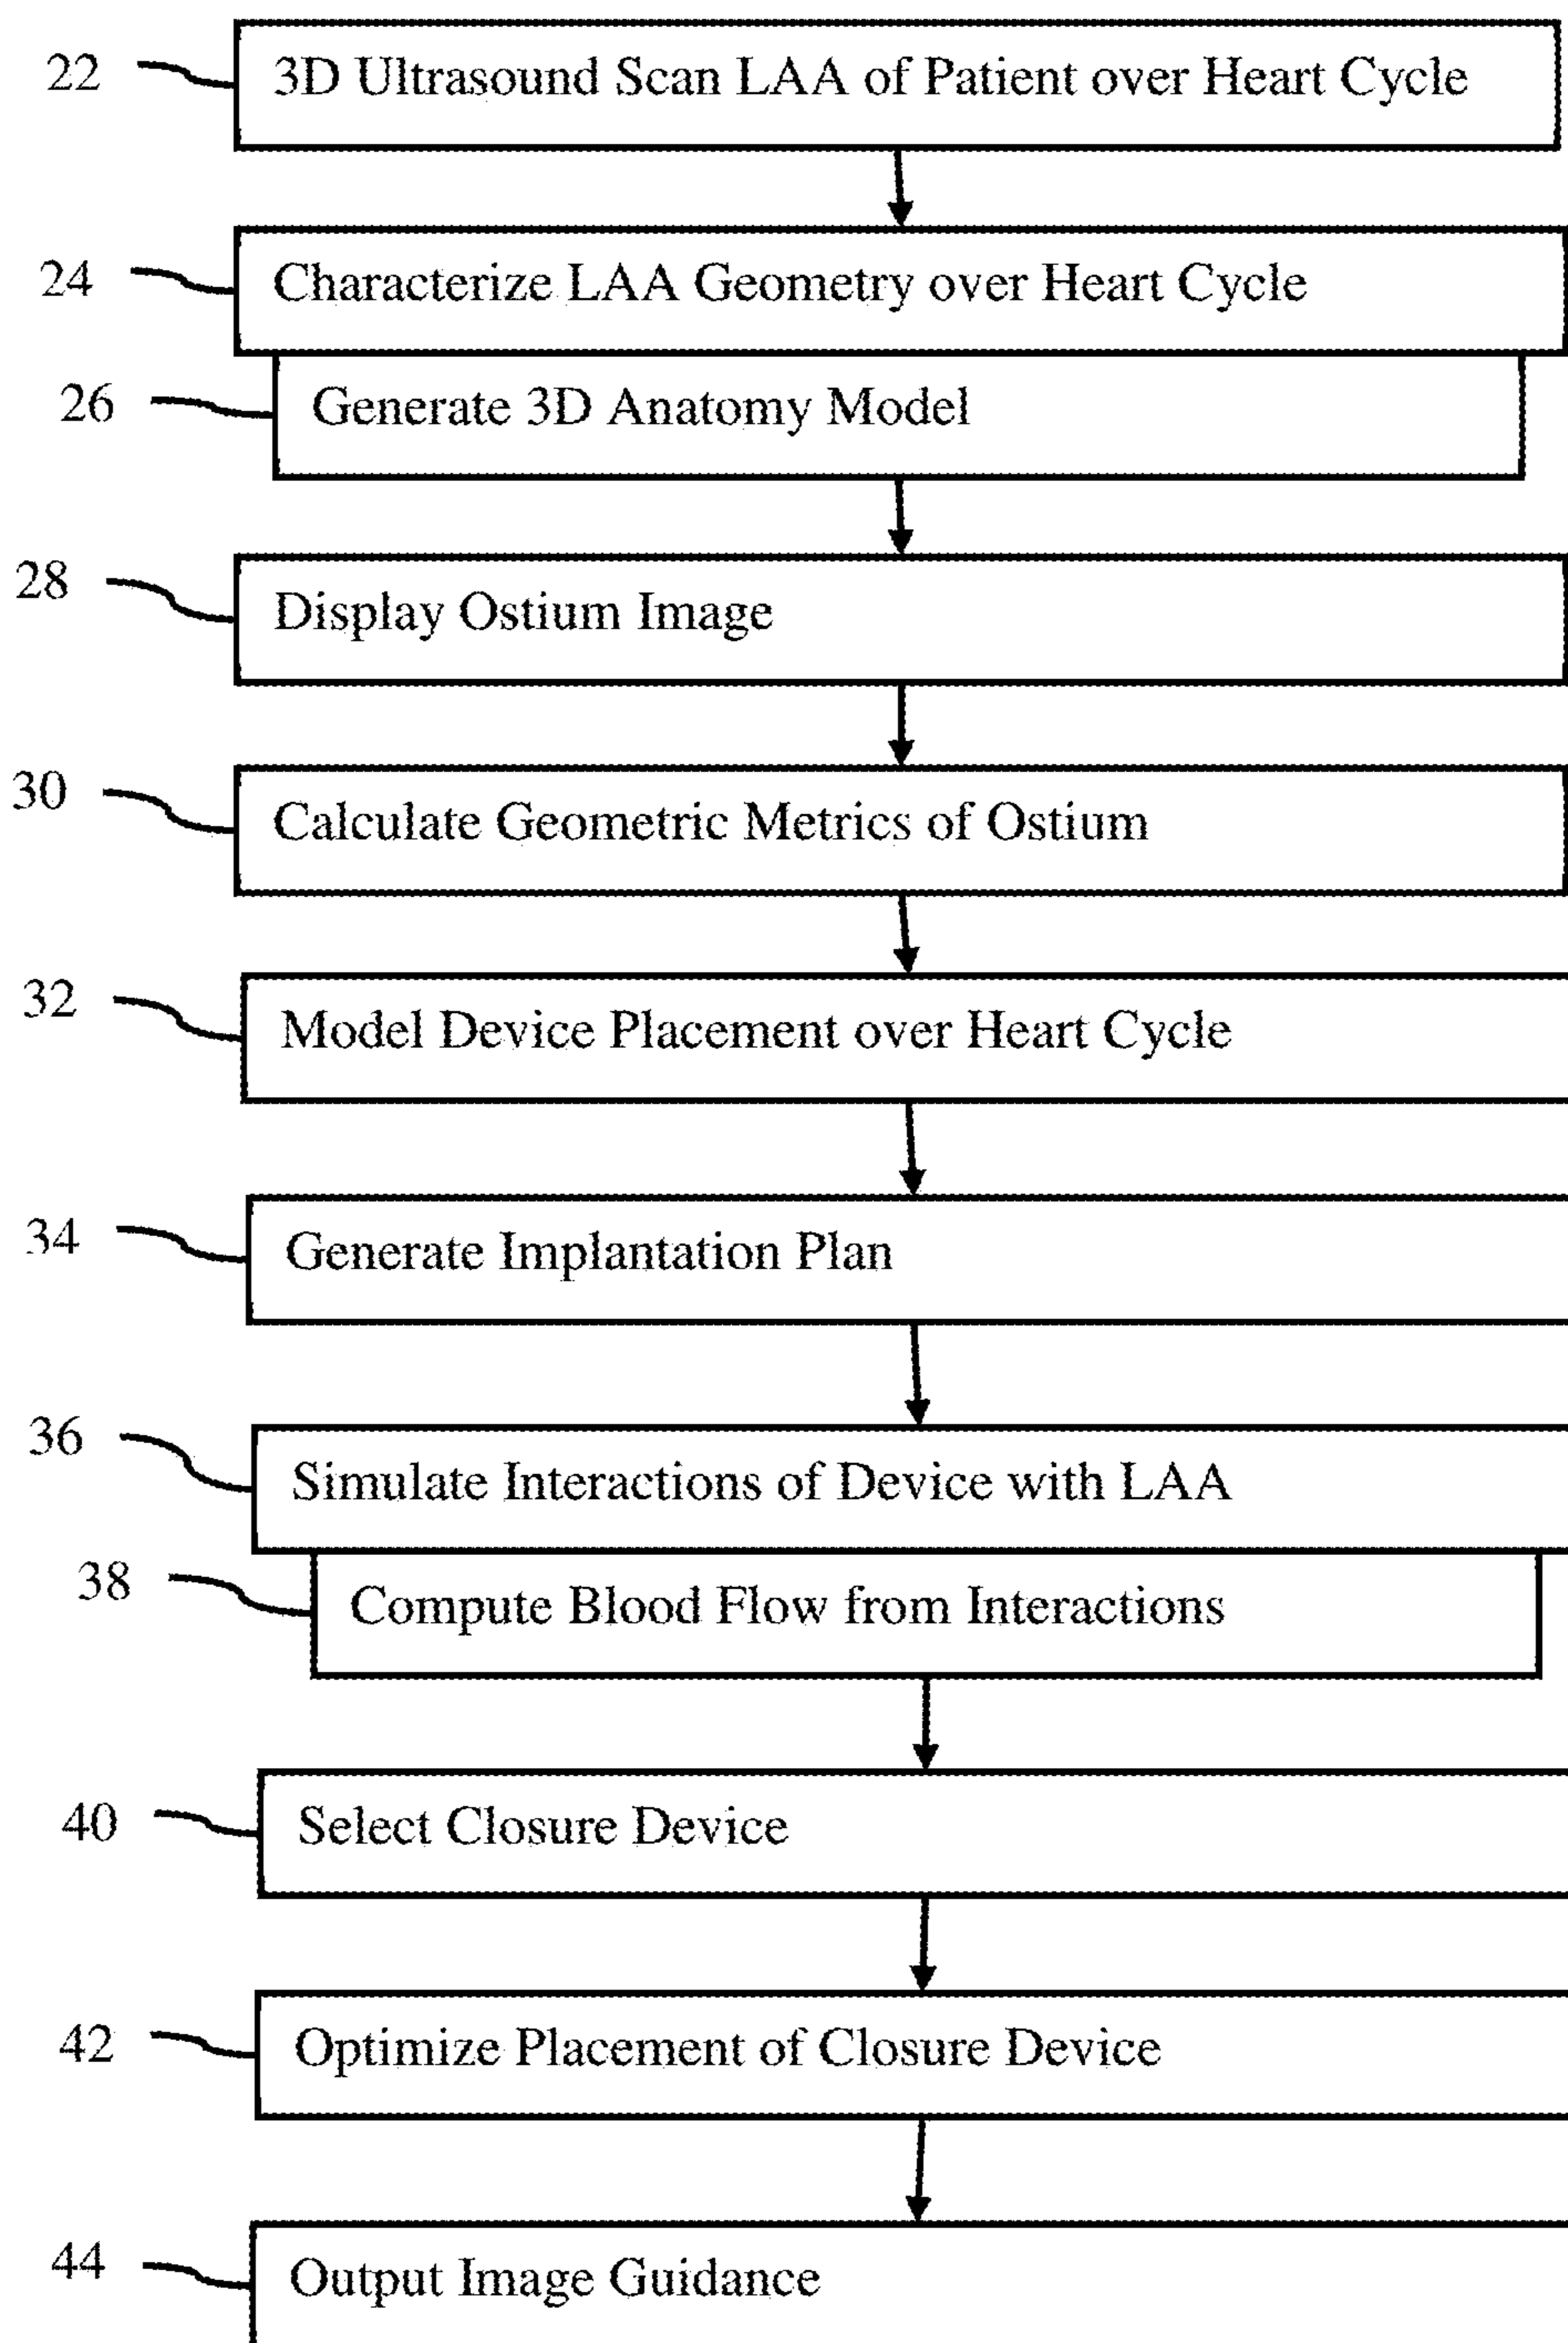 22 3D Ultrasound Scan LAA of Patient over Heart Cycle
24 Characterize LAA Geometry over Heart Cycle
26 Generate 3D Anatomy Model
28 Display Ostium Image
30 Calculate Geometric Metrics of Ostium
32 Model Device Placement over Heart Cycle
34 Generate Implantation Plan
36 Simulate Interactions of Device with LAA
38 Compute Blood Flow from Interactions
40 Select Closure Device
42 Optimize Placement of Closure Device
44 Output Image Guidance